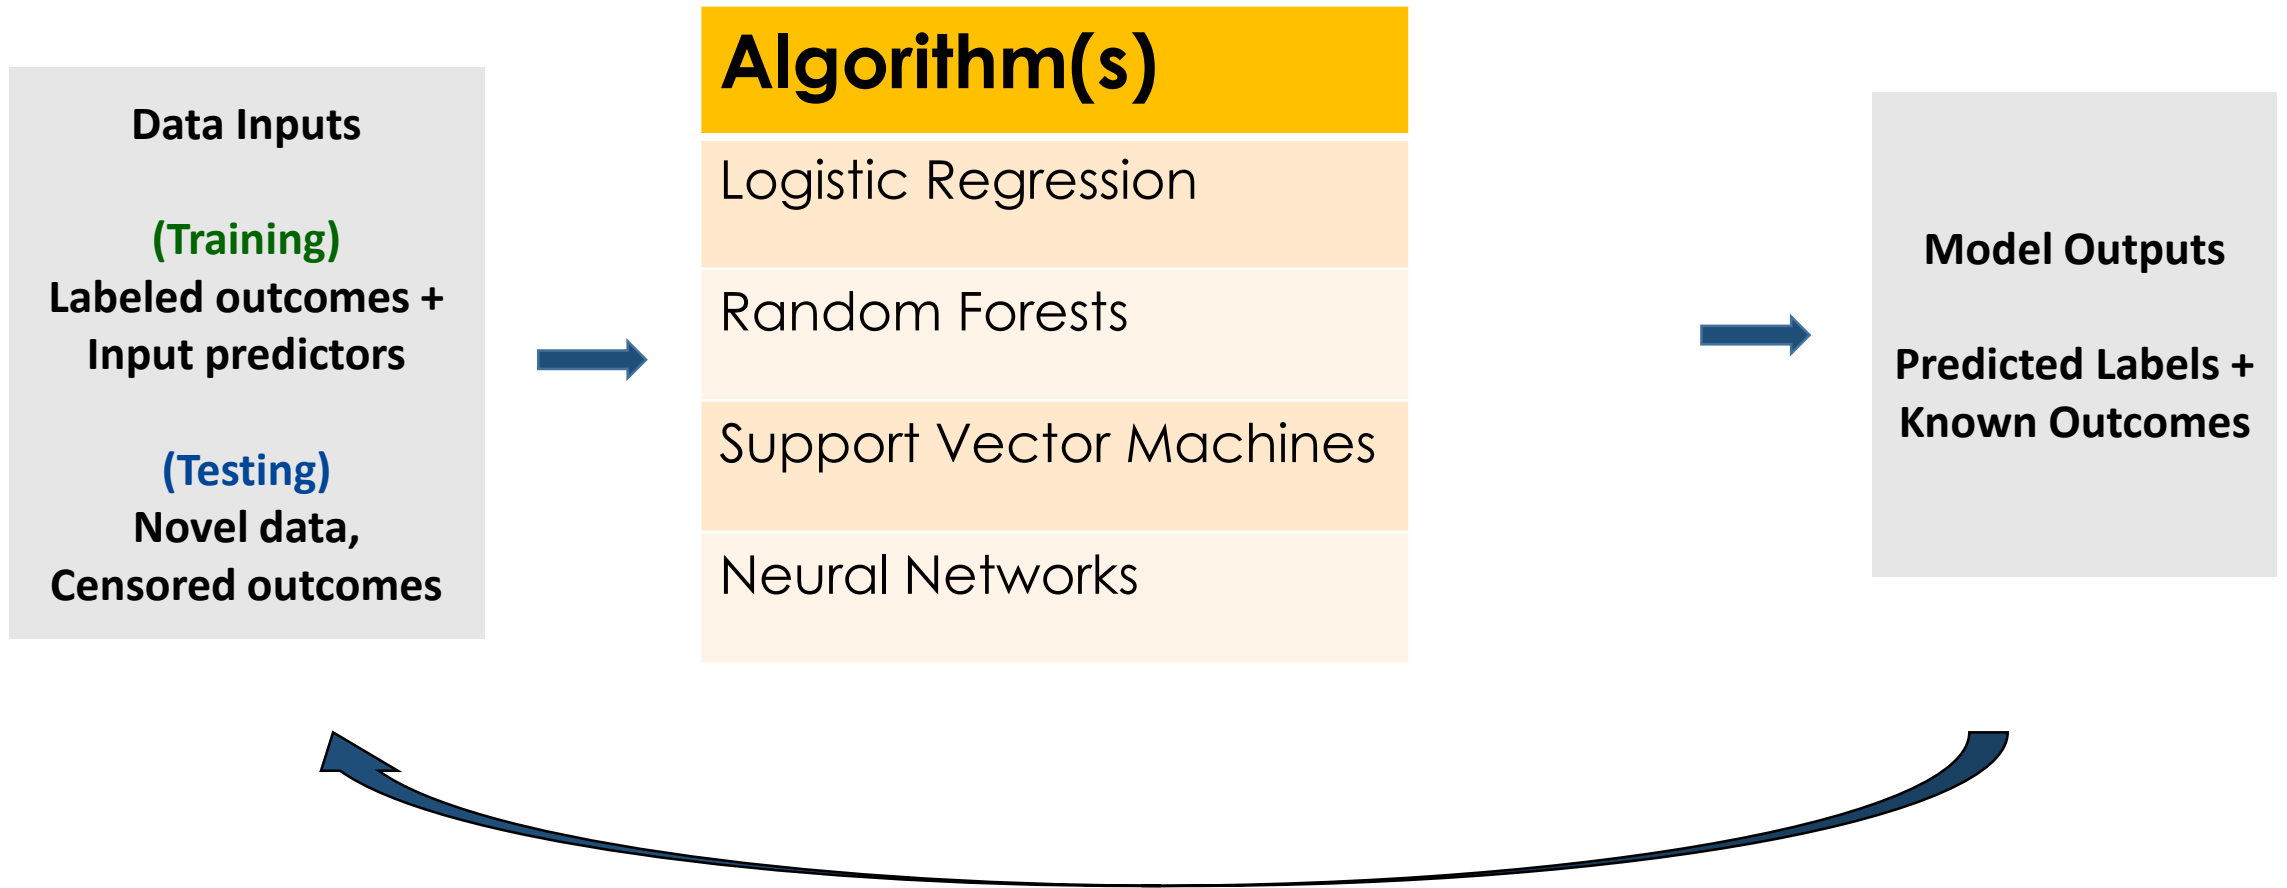 Data Inputs
(Training)
Labeled outcomes +
Input predictors
(Testing)
Novel data,
Censored outcomes
Algorithm(s)
Logistic Regression
Random Forests
Support Vector Machines
Neural Networks
Model Outputs
Predicted Labels +
Known Outcomes